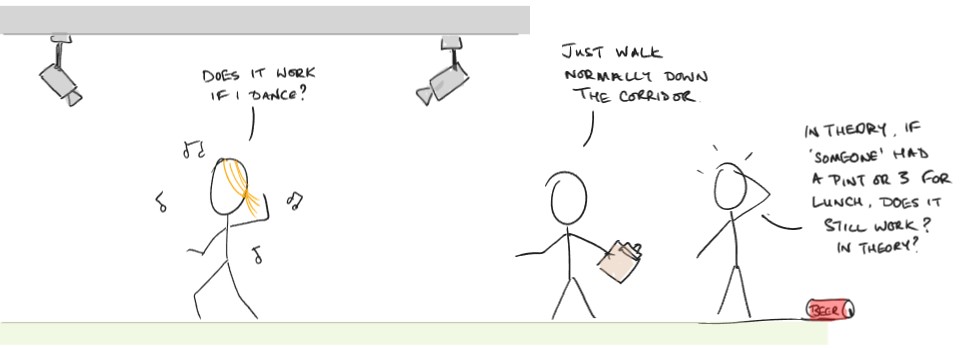 DOES IT WORK
IF I DANCE?
JUST WALK
NORMALLY DOWN
THE CORRIDOR.
IN THEORY, IF
'SOMEONE' HAD
A PINT OR 3 FOR
LUNCH, DOES IT
STILL WORK?
IN THEORY?
BEER